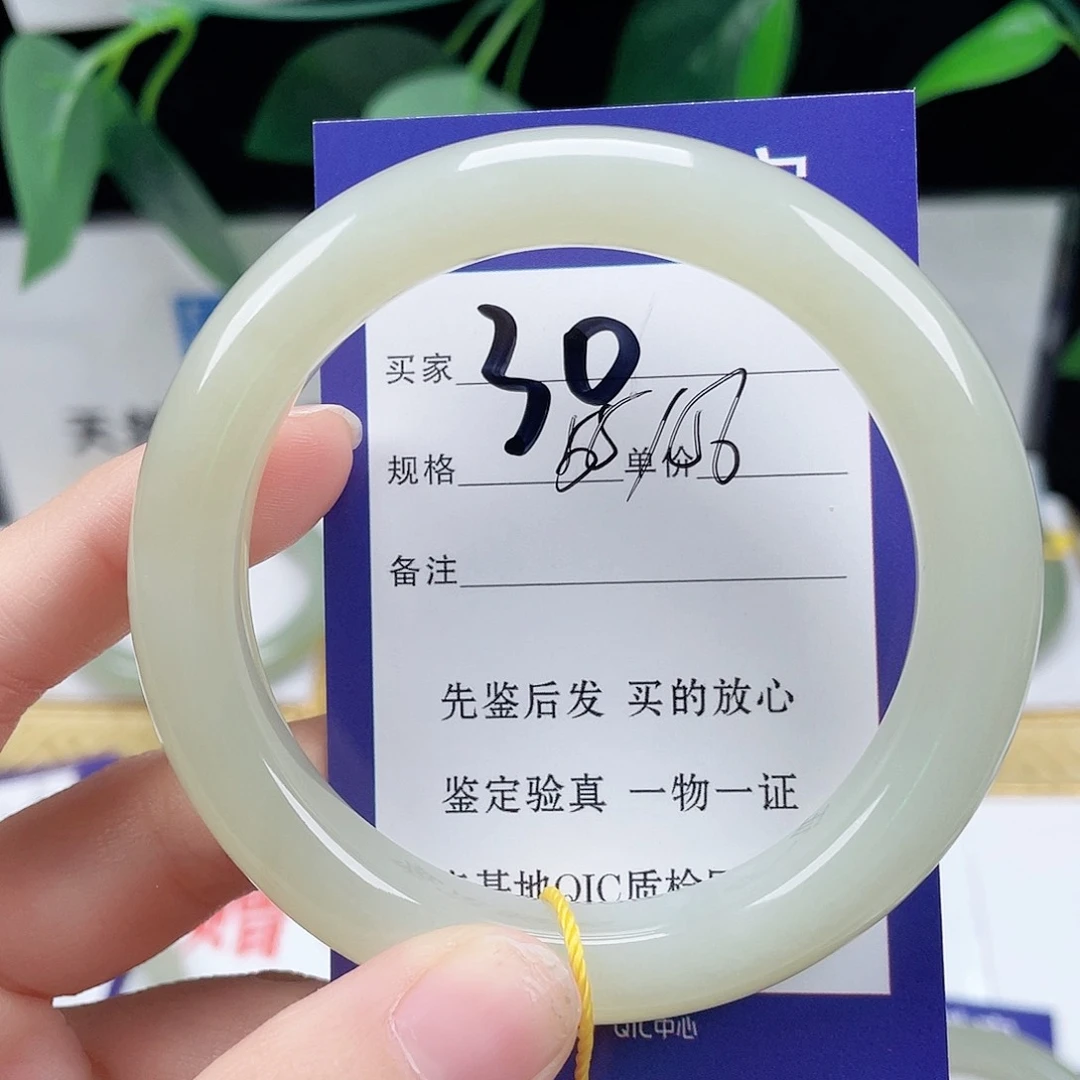 买家 30
规格 单价
备注
先鉴后发 买的放心
鉴定验真 一物一证
基地QIC质检
QIC中心